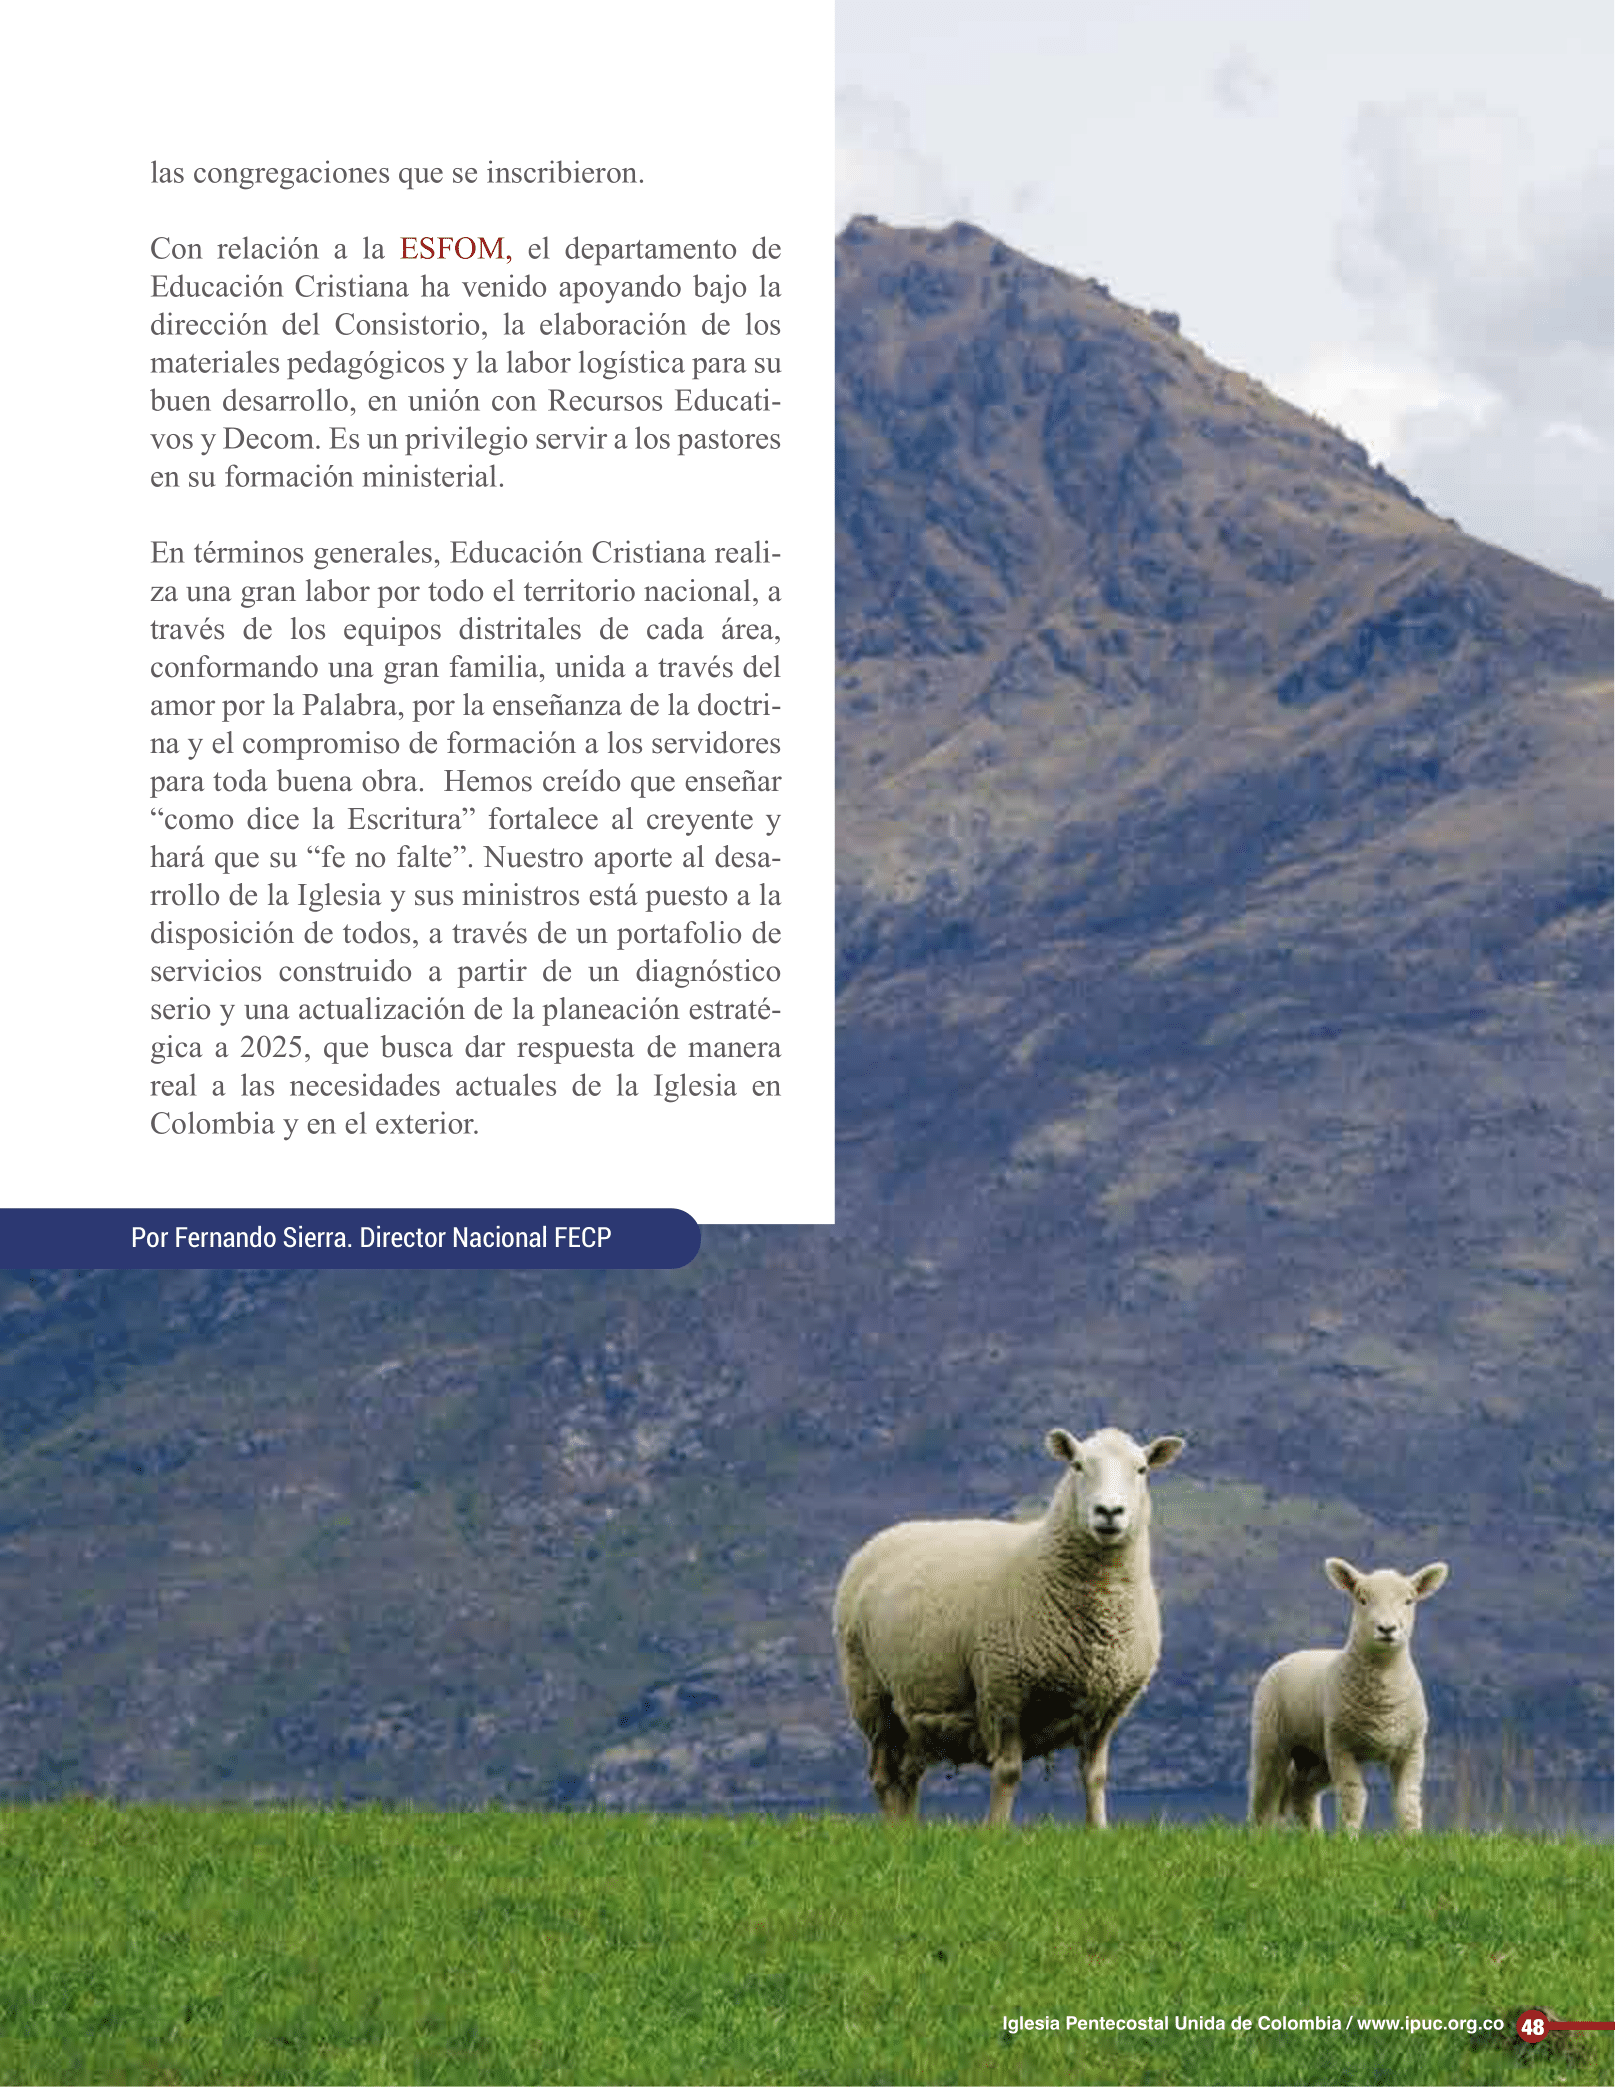 las congregaciones que se inscribieron.
Con relación a la ESFOM, el departamento de
Educación Cristiana ha venido apoyando bajo la
dirección del Consistorio, la elaboración de los
materiales pedagógicos y la labor logística para su
buen desarrollo, en unión con Recursos Educati-
vos y Decom. Es un privilegio servir a los pastores
en su formación ministerial.
En términos generales, Educación Cristiana reali-
za una gran labor por todo el territorio nacional, a
través de los equipos distritales de cada área,
conformando una gran familia, unida a través del
amor por la Palabra, por la enseñanza de la doctri-
na y el compromiso de formación a los servidores
para toda buena obra.  Hemos creído que enseñar
“como dice la Escritura” fortalece al creyente y
hará que su “fe no falte”. Nuestro aporte al desa-
rrollo de la Iglesia y sus ministros está puesto a la
disposición de todos, a través de un portafolio de
servicios construido a partir de un diagnóstico
serio y una actualización de la planeación estraté-
gica a 2025, que busca dar respuesta de manera
real a las necesidades actuales de la Iglesia en
Colombia y en el exterior.
Por Fernando Sierra. Director Nacional FECP
Iglesia Pentecostal Unida de Colombia / www.ipuc.org.co 48